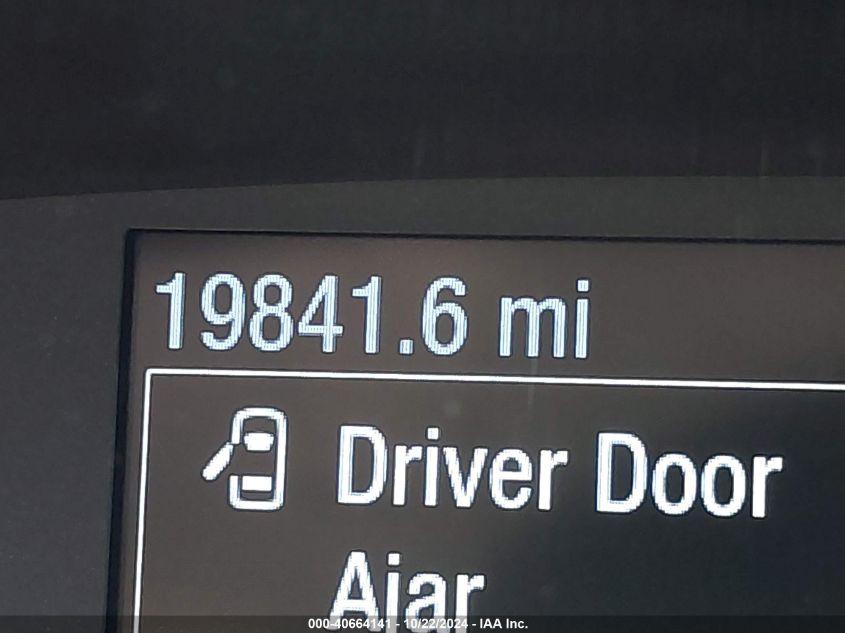 19841.6 mi
Driver Door
Ajar
000-40664141 - 10/22/2024 - IAA Inc.